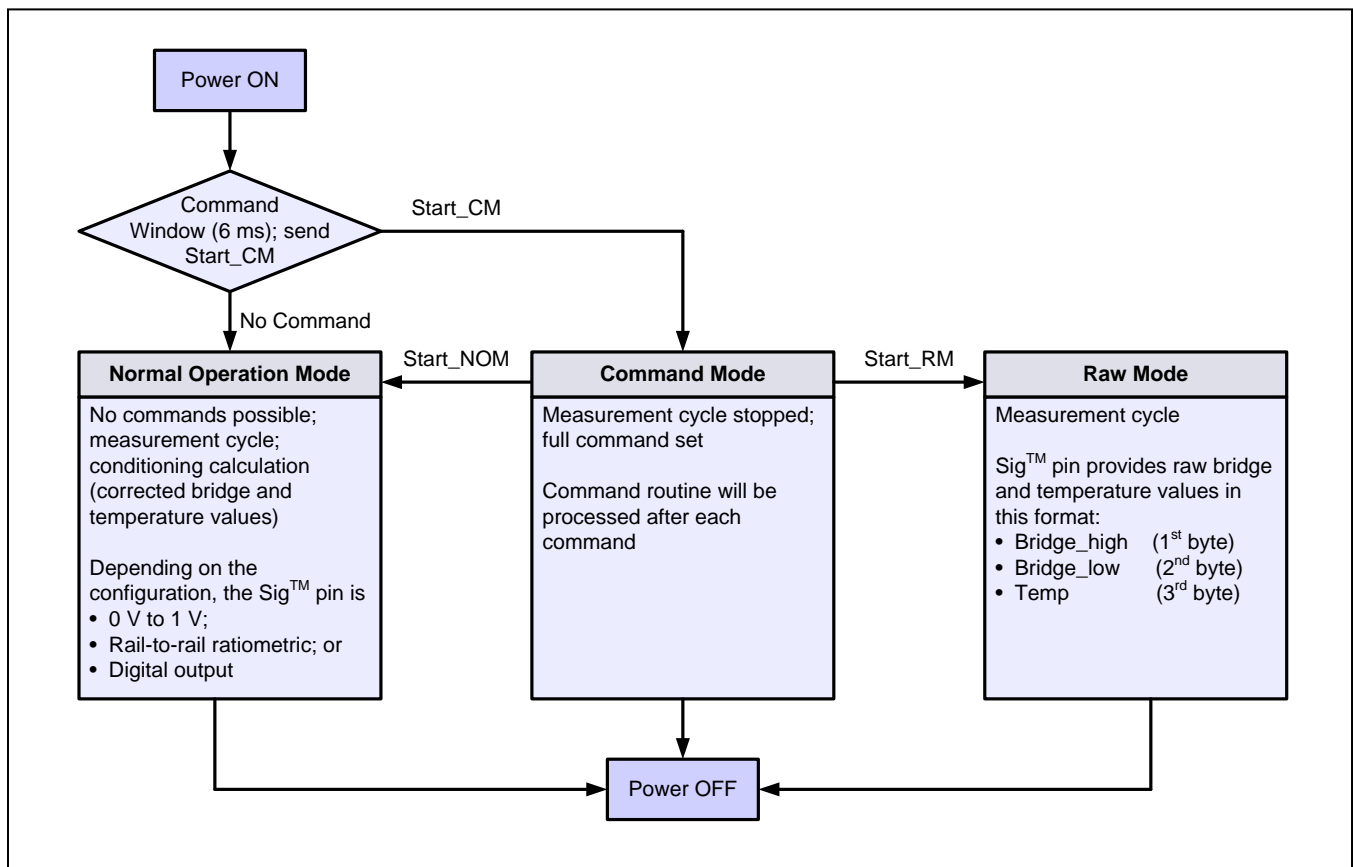 Power ON
Command
Window (6 ms); send
Start_CM
Start_CM
No Command
Normal Operation Mode
No commands possible;
measurement cycle;
conditioning calculation
(corrected bridge and
temperature values)
Depending on the
configuration, the Sig™ pin is
• 0 V to 1 V;
• Rail-to-rail ratiometric; or
• Digital output
Start_NOM
Command Mode
Measurement cycle stopped;
full command set
Command routine will be
processed after each
command
Start_RM
Raw Mode
Measurement cycle
Sig™ pin provides raw bridge
and temperature values in
this format:
• Bridge_high (1st byte)
• Bridge_low (2nd byte)
• Temp (3rd byte)
Power OFF